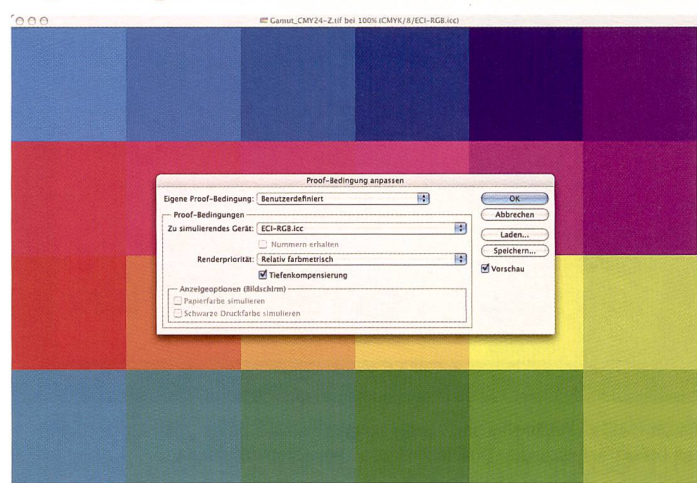 Gamut_CMY24-Z.tif bei 100% (CMYK/8/ECI-RGB.icc)
Proof-Bedingung anpassen
Eigene Proof-Bedingung: Benutzerdefiniert
OK
Proof-Bedingungen
Abbrechen
Zu simulierendes Gerät: ECI-RGB.icc
Laden...
Nummern erhalten
Speichern...
Renderpriorität: Relativ farbmetrisch
Vorschau
Tiefenkompensierung
Anzeigeoptionen (Bildschirm)
Papierfarbe simulieren
Schwarze Druckfarbe simulieren